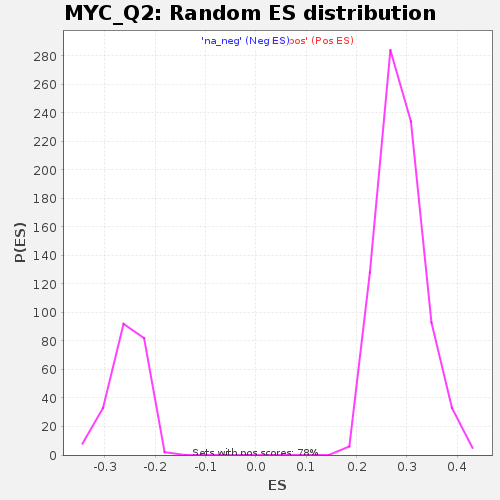 MYC_Q2: Random ES distribution
'na_neg' (Neg ES)
pos' (Pos ES)
280
260
240
220
200
180
160
140
120
100
80
60
40
20
0
P(ES)
Sets with pos scores: 78%
-0.3 -0.2 -0.1 0.0 0.1 0.2 0.3 0.4
ES